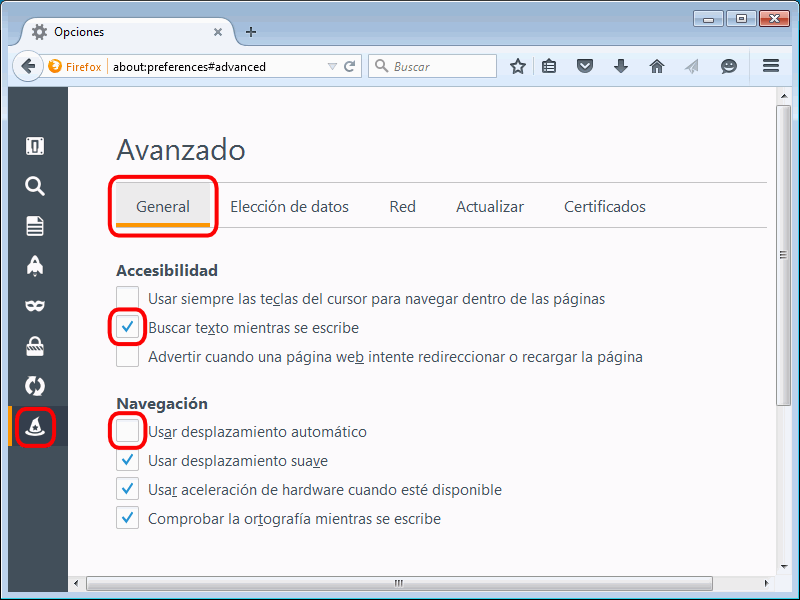 Opciones
Firefox about:preferences#advanced Buscar
Avanzado
General Elección de datos Red Actualizar Certificados
Accesibilidad
Usar siempre las teclas del cursor para navegar dentro de las páginas
Buscar texto mientras se escribe
Advertir cuando una página web intente redireccionar o recargar la página
Navegación
Usar desplazamiento automático
Usar desplazamiento suave
Usar aceleración de hardware cuando esté disponible
Comprobar la ortografía mientras se escribe